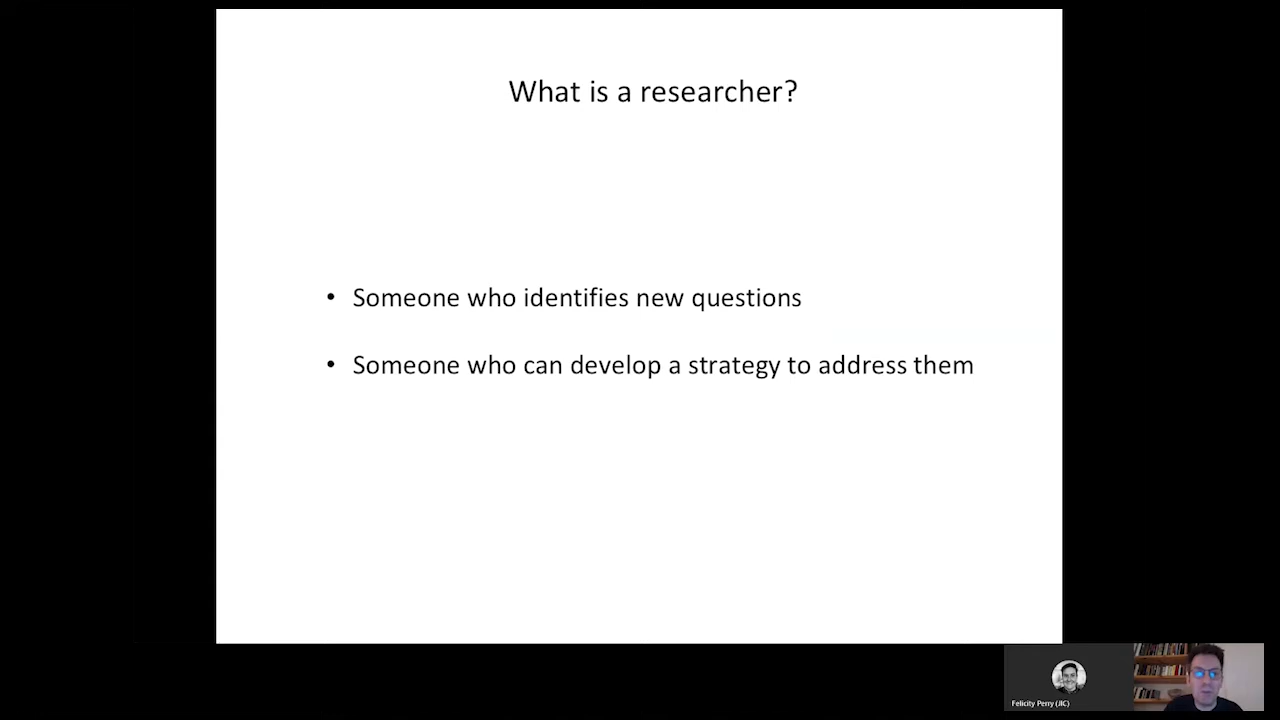 What is a researcher?
• Someone who identifies new questions
• Someone who can develop a strategy to address them
Felicity Perry (JIC)